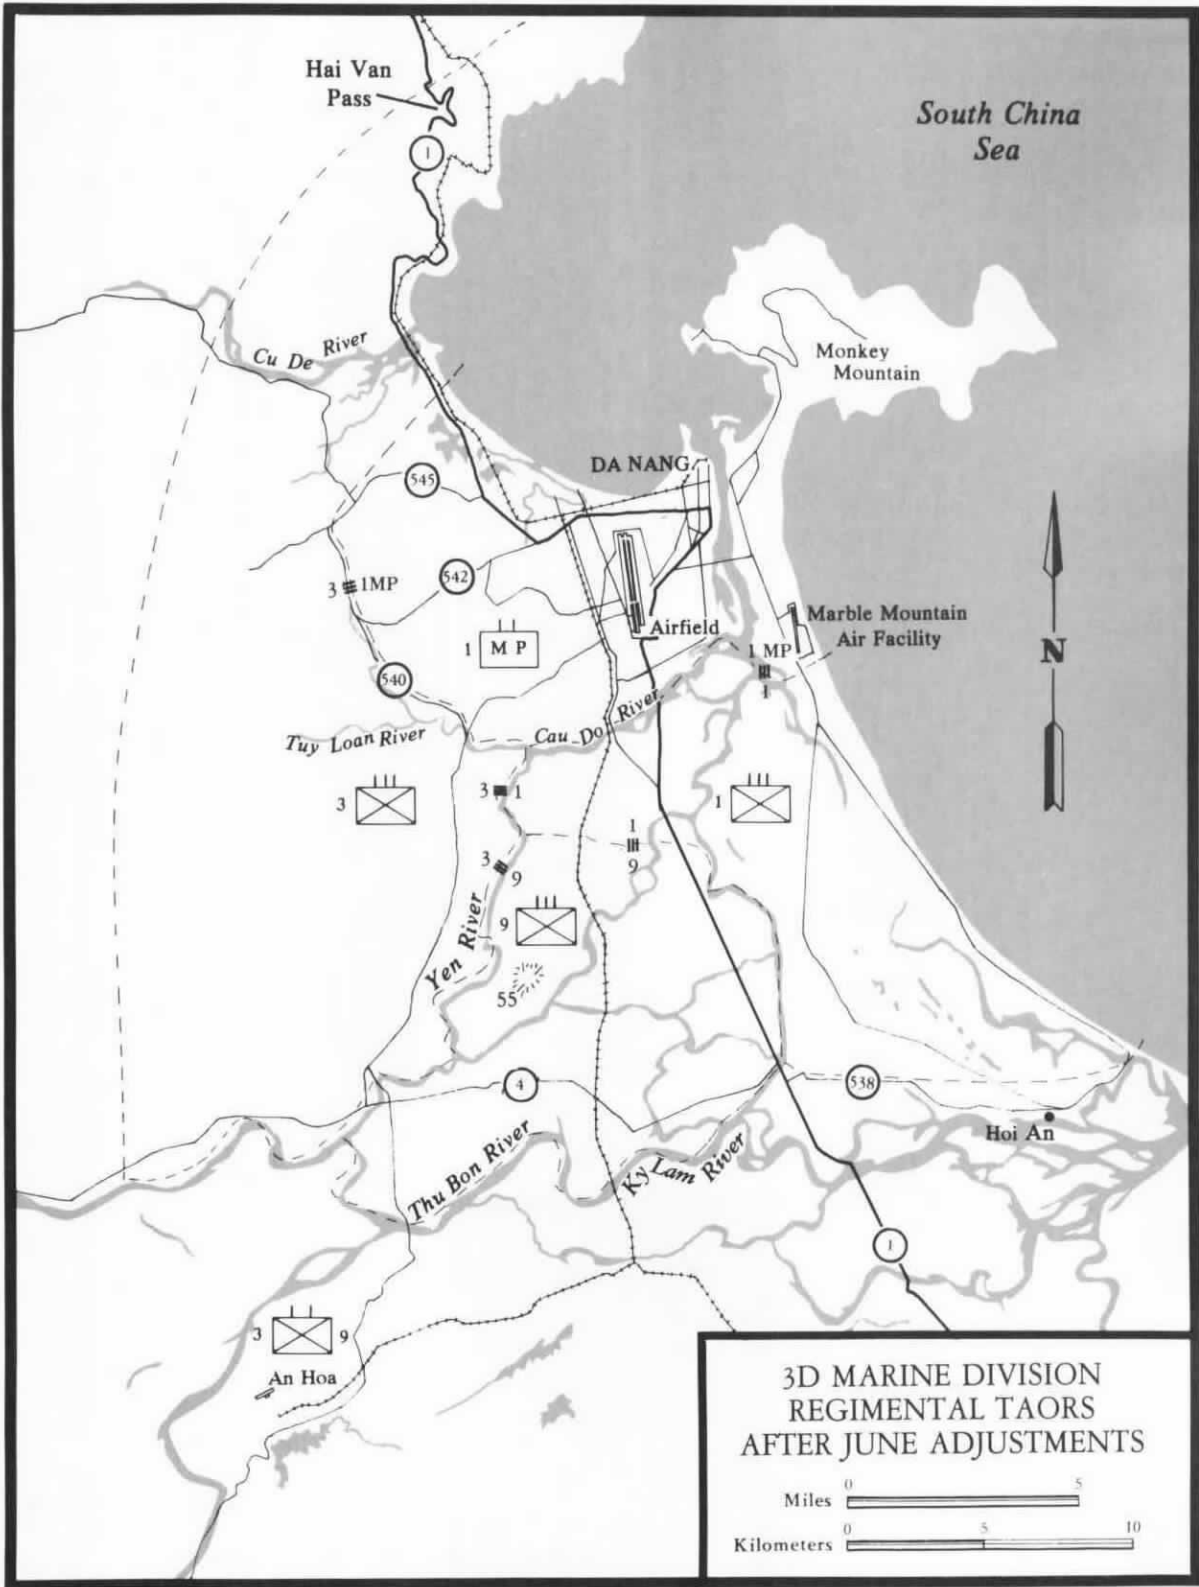 Hai Van
Pass
1
South China
Sea
Cu De River
Monkey
Mountain
DA NANG
545
542
3 1MP
1 M P
Airfield
Marble Mountain
Air Facility
1 MP
1
N
540
Tuy Loan River
Cau Do River
3
3 1
1
1
9
3
9
9
Yen River
55
4
538
Hoi An
Thu Bon River
Ky Lam River
1
3 9
An Hoa
3D MARINE DIVISION
REGIMENTAL TAORS
AFTER JUNE ADJUSTMENTS
0 5
Miles
0 5 10
Kilometers